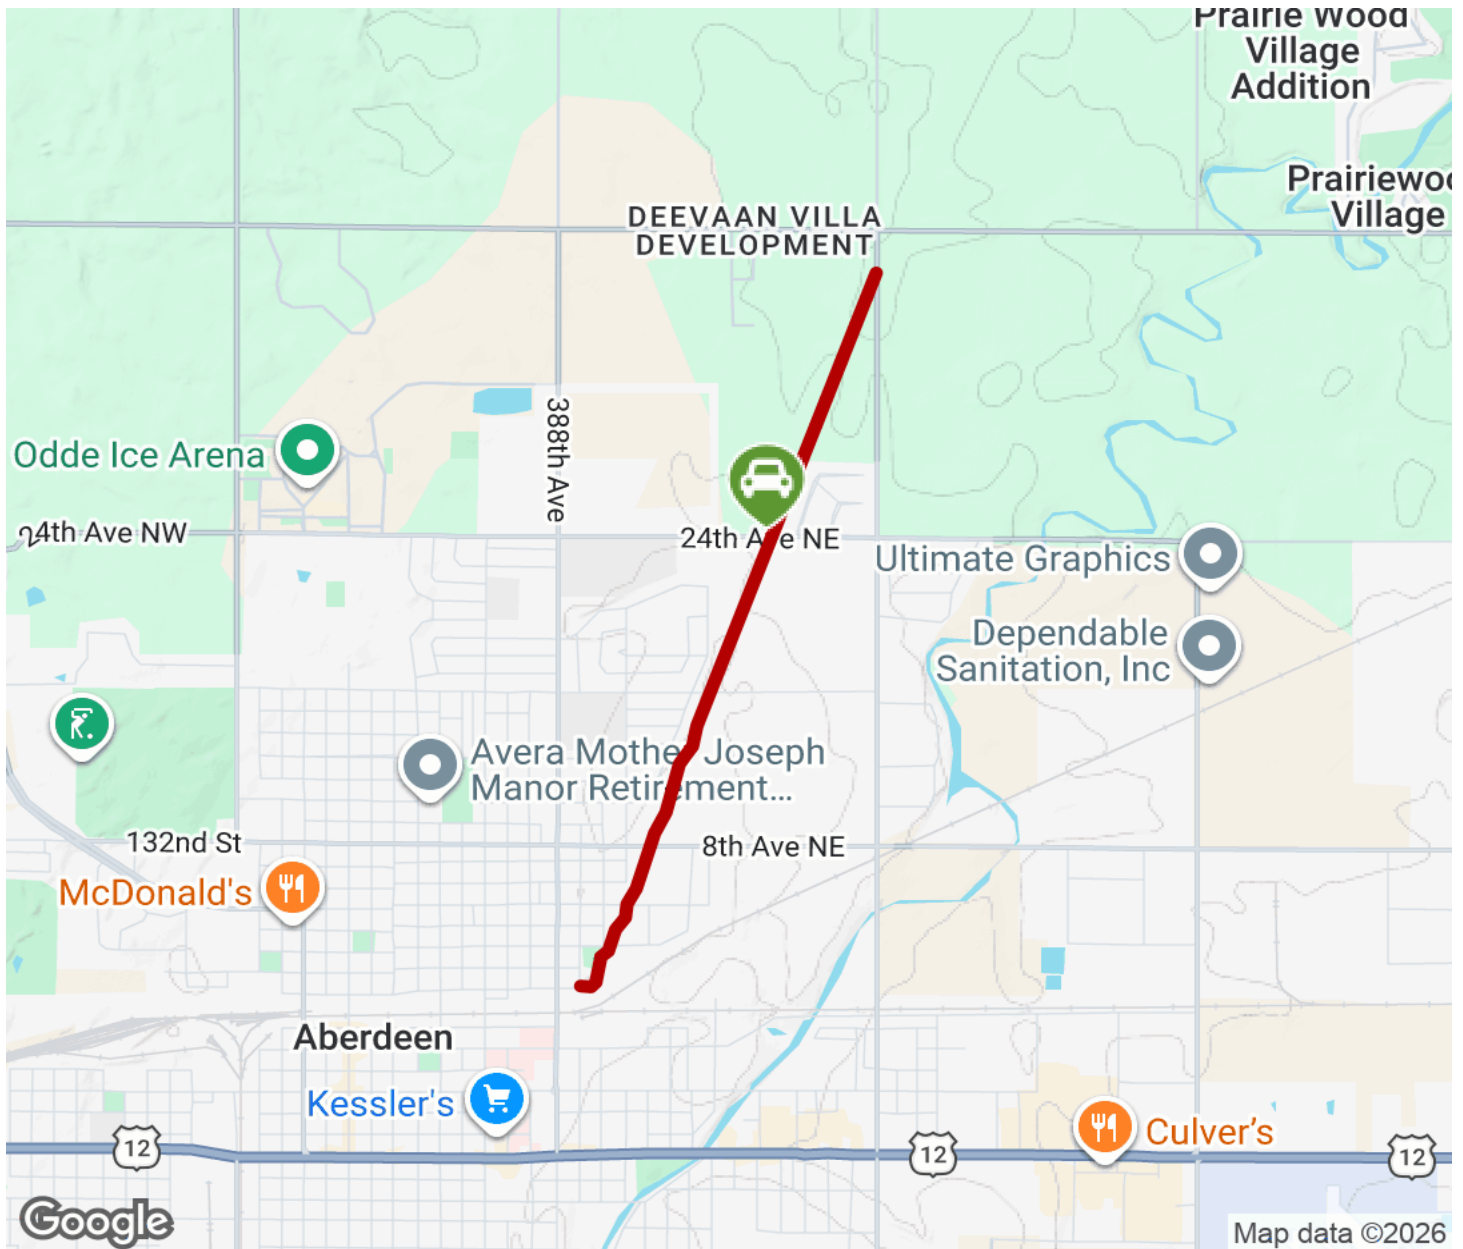 Prairie Wood
Village
Addition
Prairiewoo
Village
DEEVAAN VILLA
DEVELOPMENT
388th Ave
Odde Ice Arena
24th Ave NW
24th Ave NE
Ultimate Graphics
Dependable
Sanitation, Inc
Avera Mother Joseph
Manor Retirement...
132nd St
8th Ave NE
McDonald's
Aberdeen
Kessler's
Culver's
12
12
12
Google
Map data ©2026